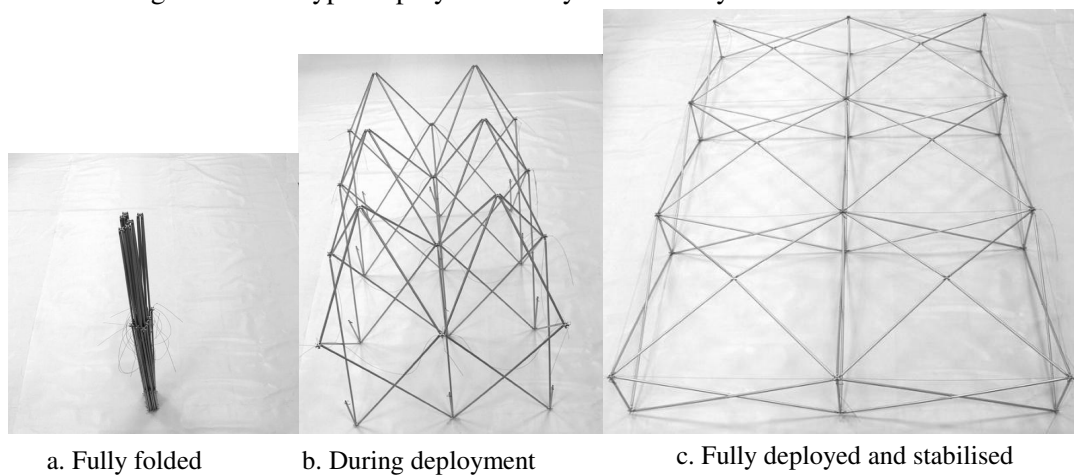 a. Fully folded
b. During deployment
c. Fully deployed and stabilised